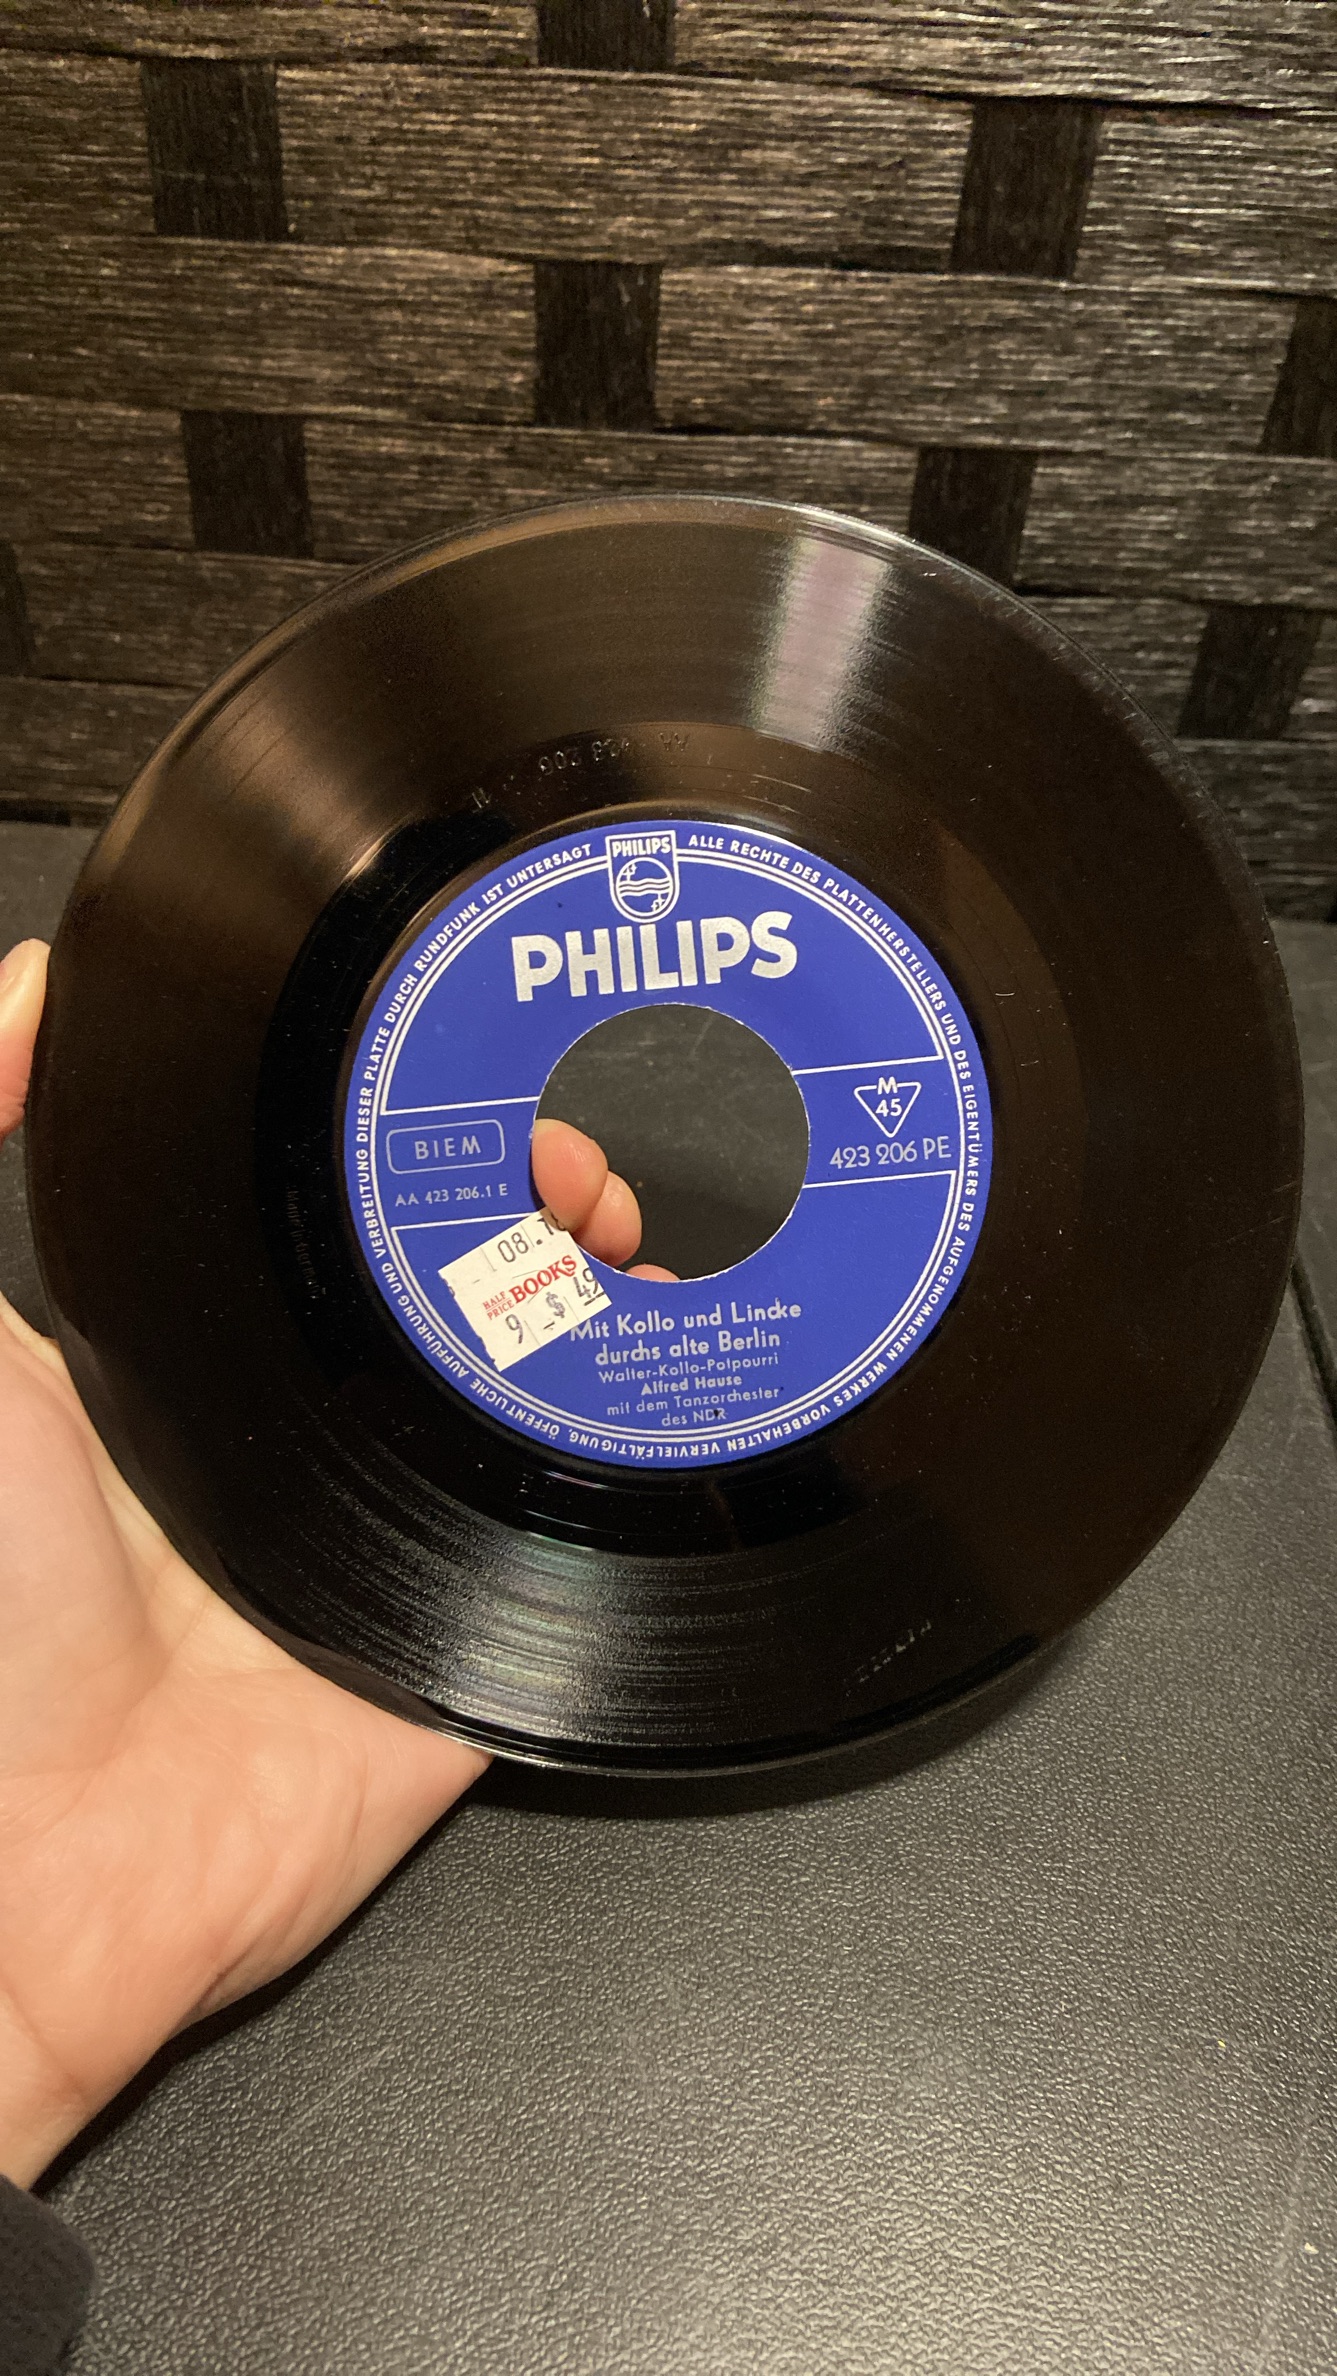 PHILIPS
ALLE RECHTE DES PLATTENHERSTELLERS UND DES EIGENTÜMERS DES AUFGENOMMENEN WERKES VORBEHALTEN VERVIELFÄLTIGUNG, ÖFFENTLICHE AUFFÜHRUNG UND VERBREITUNG DIESER PLATTE DURCH RUNDFUNK IST UNTERSAGT
PHILIPS
M
45
423 206 PE
BIEM
AA 423 206.1 E
08.
HALF
PRICE BOOKS
9 $ .49
Mit Kollo und Lincke
durchs alte Berlin
Walter-Kollo-Potpourri
Alfred Hause
mit dem Tanzorchester
des NDR